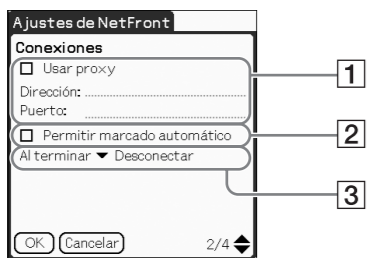 Ajustes de NetFront
Conexiones
Usar proxy
1
Dirección:
Puerto:
Permitir marcado automático
2
Al terminar ▼ Desconectar
3
OK Cancelar 2/4